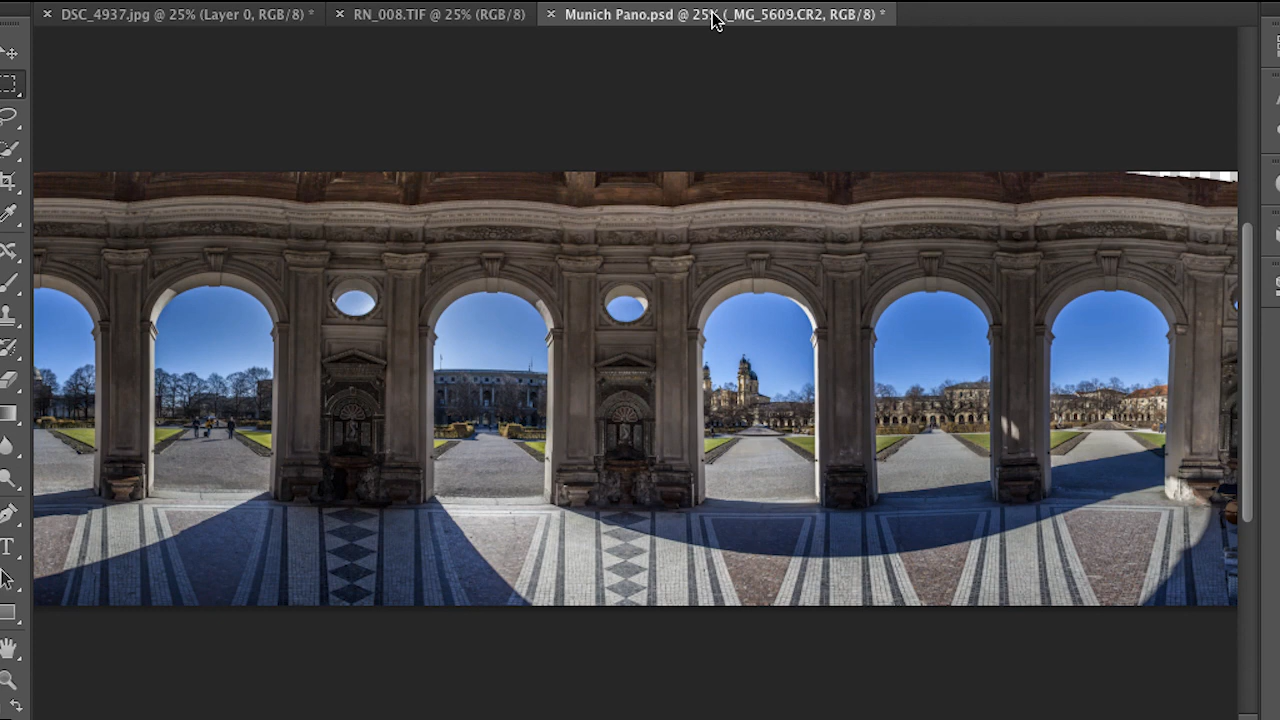 DSC_4937.jpg @ 25% (Layer 0, RGB/8) *
RN_008.TIF @ 25% (RGB/8)
Munich Pano.psd @ 25% (_MG_5609.CR2, RGB/8) *